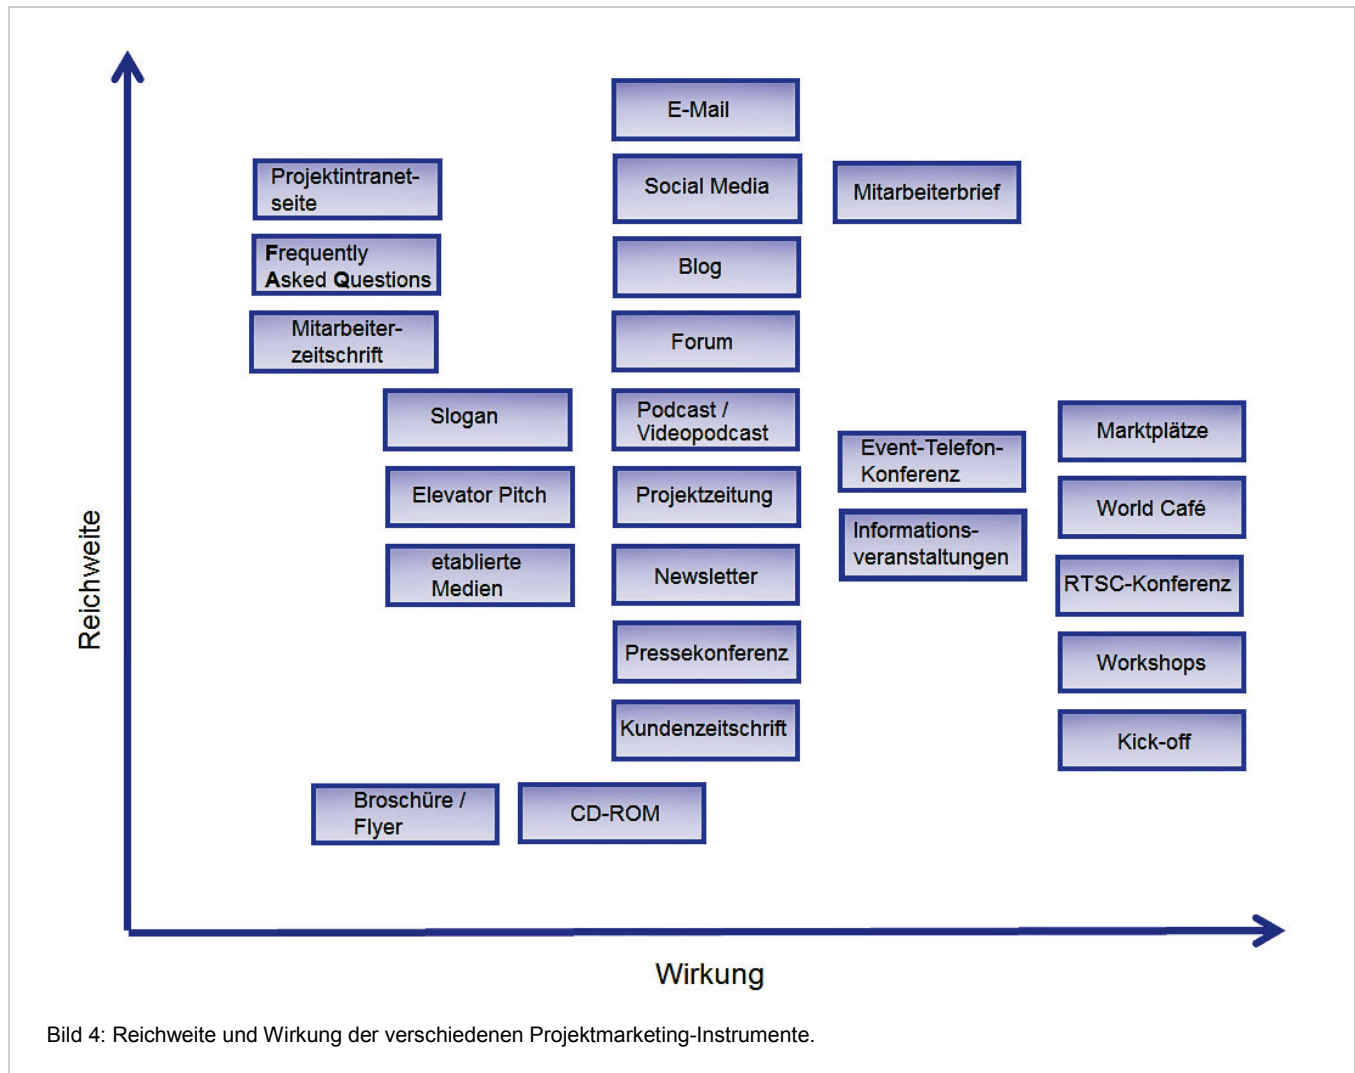 E-Mail
Projektintranet-
seite
Social Media
Mitarbeiterbrief
Frequently
Asked Questions
Blog
Mitarbeiter-
zeitschrift
Forum
Slogan
Podcast /
Videopodcast
Event-Telefon-
Konferenz
Marktplätze
Elevator Pitch
Projektzeitung
Informations-
veranstaltungen
World Café
etablierte
Medien
Newsletter
RTSC-Konferenz
Pressekonferenz
Workshops
Kundenzeitschrift
Kick-off
Broschüre /
Flyer
CD-ROM
Reichweite
Wirkung
Bild 4: Reichweite und Wirkung der verschiedenen Projektmarketing-Instrumente.